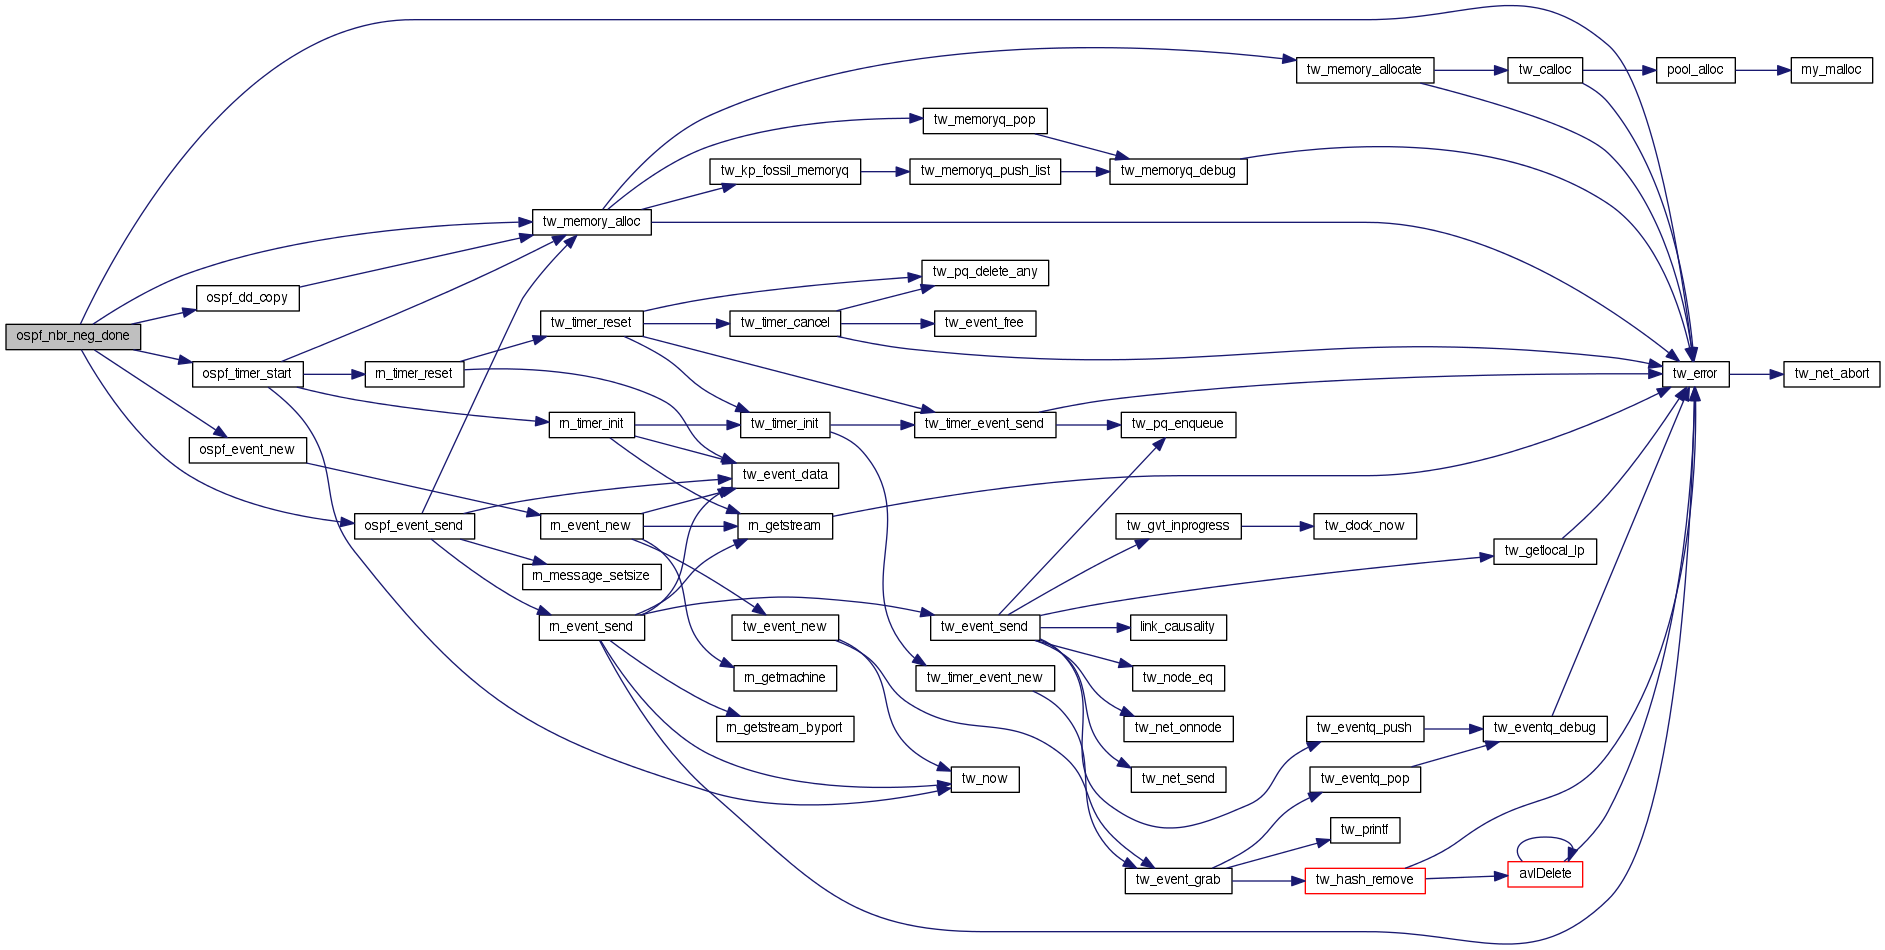 ospf_nbr_neg_done
ospf_dd_copy
ospf_timer_start
ospf_event_new
ospf_event_send
rn_timer_reset
tw_memory_alloc
tw_timer_reset
rn_timer_init
rn_event_new
rn_message_setsize
rn_event_send
tw_kp_fossil_memoryq
tw_timer_cancel
tw_timer_init
tw_event_data
rn_getstream
tw_event_new
rn_getmachine
rn_getstream_byport
tw_memoryq_pop
tw_memoryq_push_list
tw_pq_delete_any
tw_event_free
tw_timer_event_send
tw_event_send
tw_timer_event_new
tw_now
tw_memoryq_debug
tw_pq_enqueue
tw_gvt_inprogress
link_causality
tw_node_eq
tw_net_onnode
tw_net_send
tw_event_grab
tw_memory_allocate
tw_clock_now
tw_eventq_push
tw_eventq_pop
tw_printf
tw_hash_remove
tw_calloc
tw_getlocal_lp
tw_eventq_debug
avlDelete
pool_alloc
tw_error
my_malloc
tw_net_abort